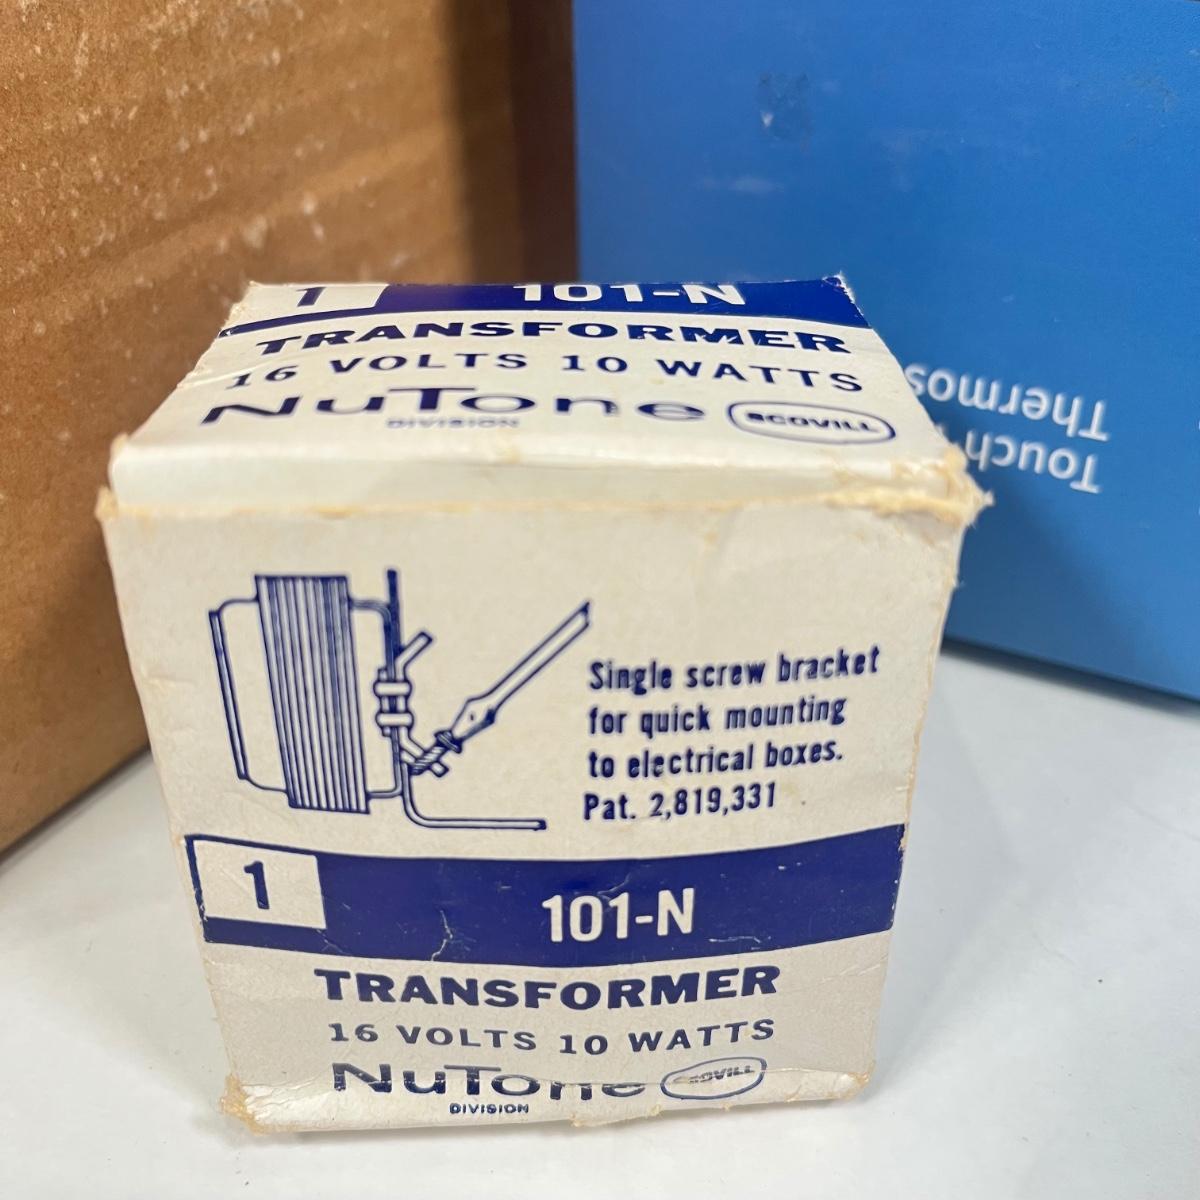 1 101-N
TRANSFORMER
16 VOLTS 10 WATTS
NuTone SCOVILL
DIVISION
Single screw bracket
for quick mounting
to electrical boxes.
Pat. 2,819,331
1 101-N
TRANSFORMER
16 VOLTS 10 WATTS
NuTone SCOVILL
DIVISION
Touch
Thermos